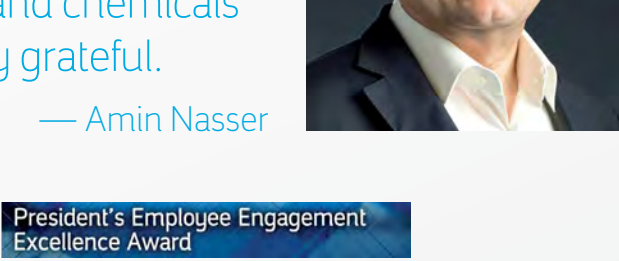 and chemicals
y grateful.
— Amin Nasser
President's Employee Engagement
Excellence Award